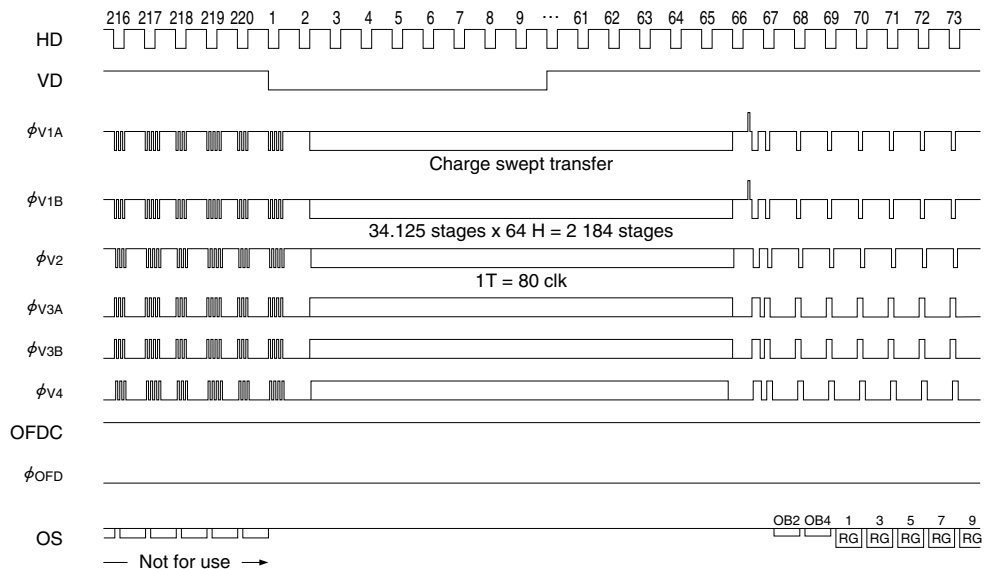 216 217 218 219 220 1 2 3 4 5 6 7 8 9 ··· 61 62 63 64 65 66 67 68 69 70 71 72 73
HD
VD
ϕV1A
Charge swept transfer
ϕV1B
34.125 stages x 64 H = 2 184 stages
ϕV2
1T = 80 clk
ϕV3A
ϕV3B
ϕV4
OFDC
ϕOFD
OB2 OB4 1 3 5 7 9
OS
RG RG RG RG RG
Not for use